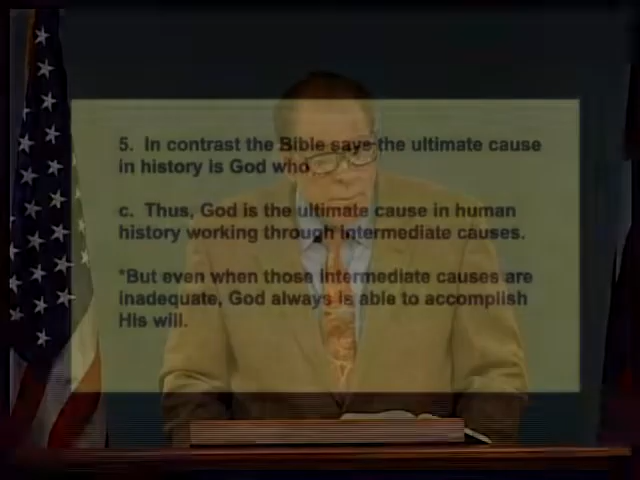 5. In contrast the Bible says the ultimate cause
in history is God who
c. Thus, God is the ultimate cause in human
history working through intermediate causes.
*But even when those intermediate causes are
inadequate, God always is able to accomplish
His will.